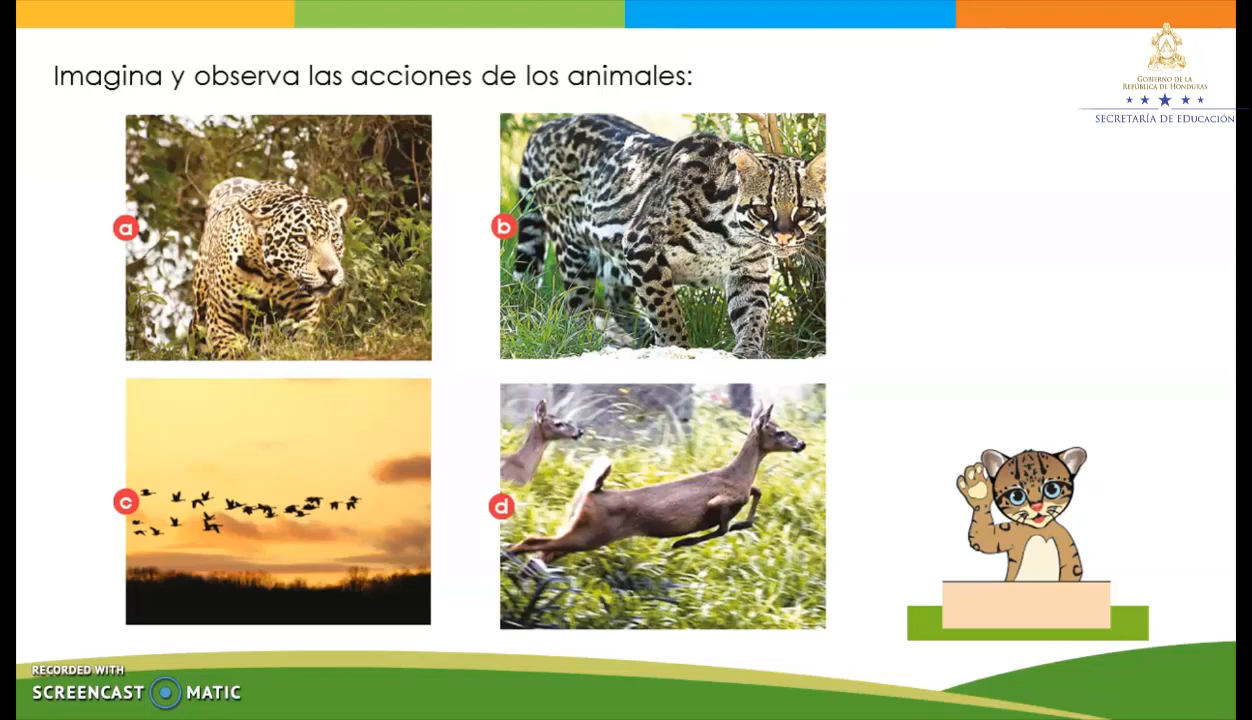 Imagina y observa las acciones de los animales:
GOBIERNO DE LA
REPÚBLICA DE HONDURAS
SECRETARÍA DE EDUCACIÓN
a
b
c
d
RECORDED WITH
SCREENCAST MATIC